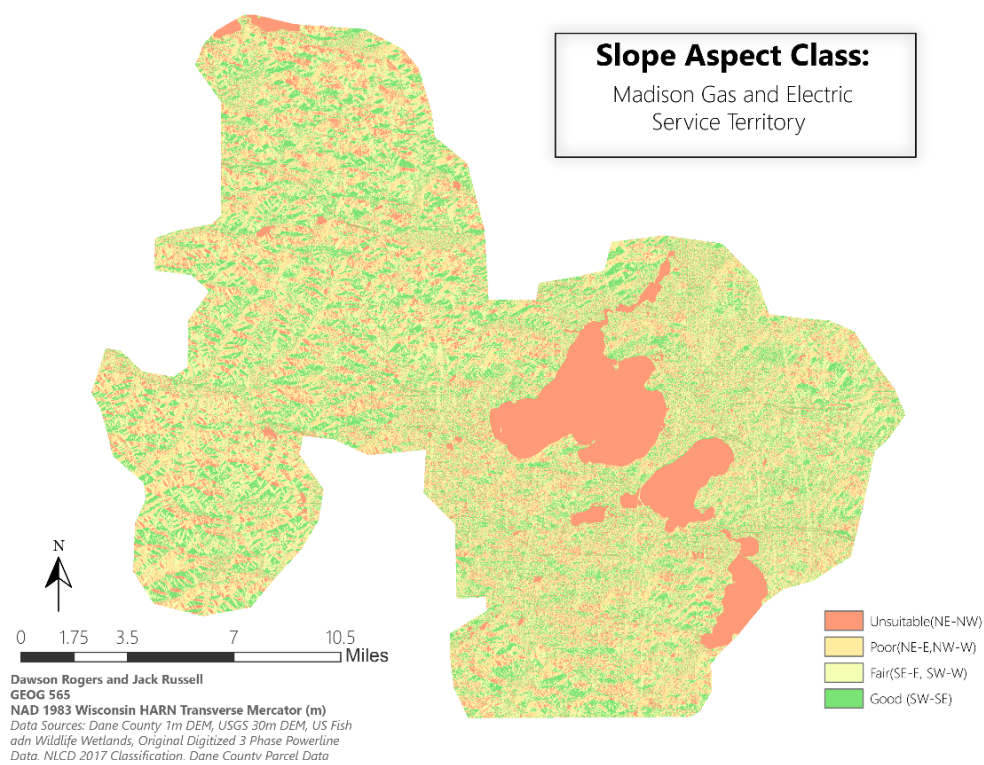 Slope Aspect Class:
Madison Gas and Electric
Service Territory
N
0 1.75 3.5 7 10.5
Miles
Dawson Rogers and Jack Russell
GEOG 565
NAD 1983 Wisconsin HARN Transverse Mercator (m)
Data Sources: Dane County 1m DEM, USGS 30m DEM, US Fish
adn Wildlife Wetlands, Original Digitized 3 Phase Powerline
Data, NLCD 2017 Classification, Dane County Parcel Data
Unsuitable(NE-NW)
Poor(NE-E,NW-W)
Fair(SE-E, SW-W)
Good (SW-SE)